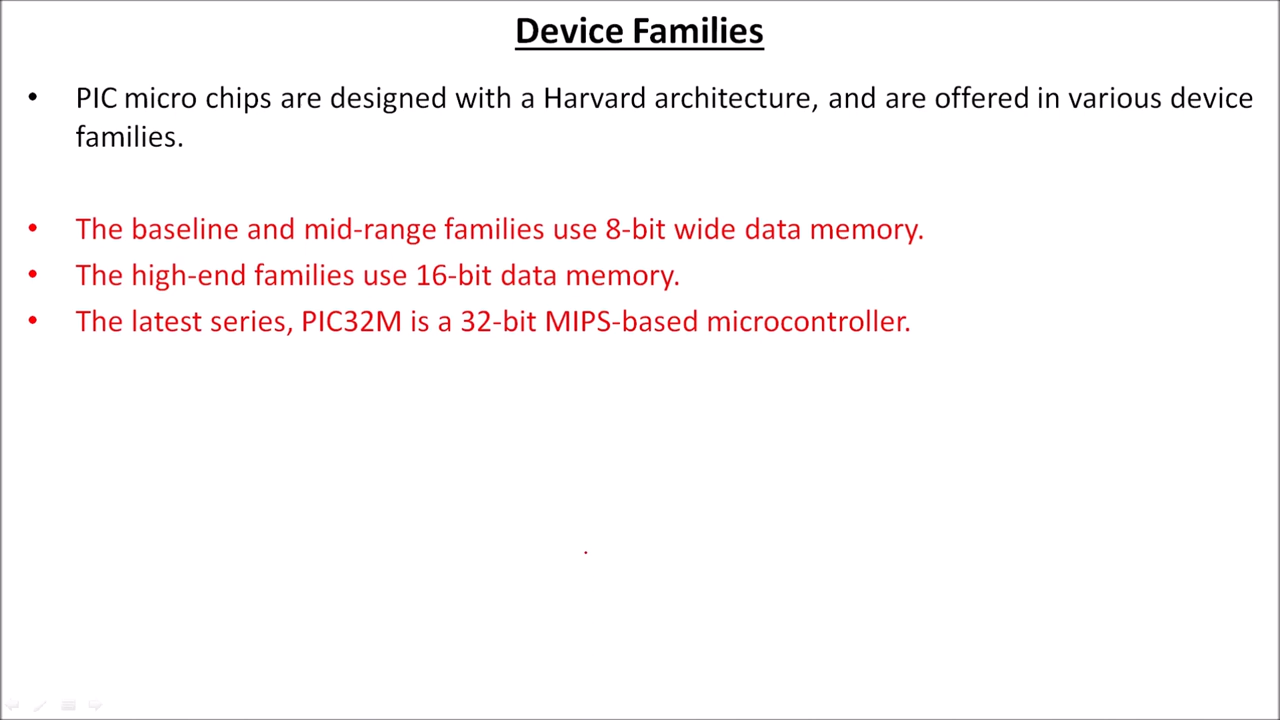 Device Families
• PIC micro chips are designed with a Harvard architecture, and are offered in various device
families.
• The baseline and mid-range families use 8-bit wide data memory.
• The high-end families use 16-bit data memory.
• The latest series, PIC32M is a 32-bit MIPS-based microcontroller.